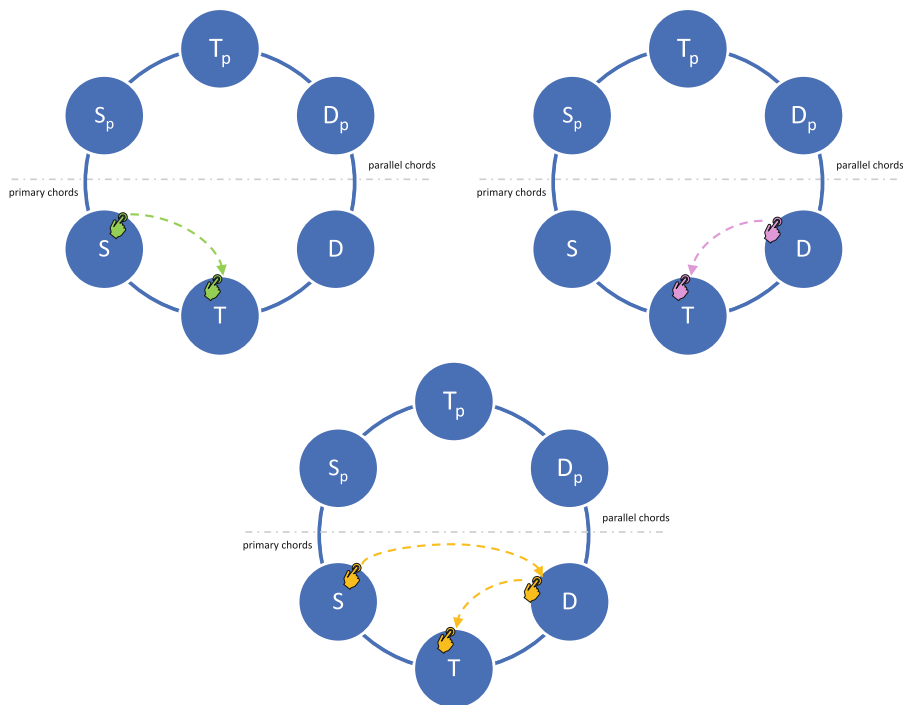 Tp
Sp
Dp
parallel chords
primary chords
S
D
T
Tp
Sp
Dp
parallel chords
primary chords
S
D
T
Tp
Sp
Dp
parallel chords
primary chords
S
D
T